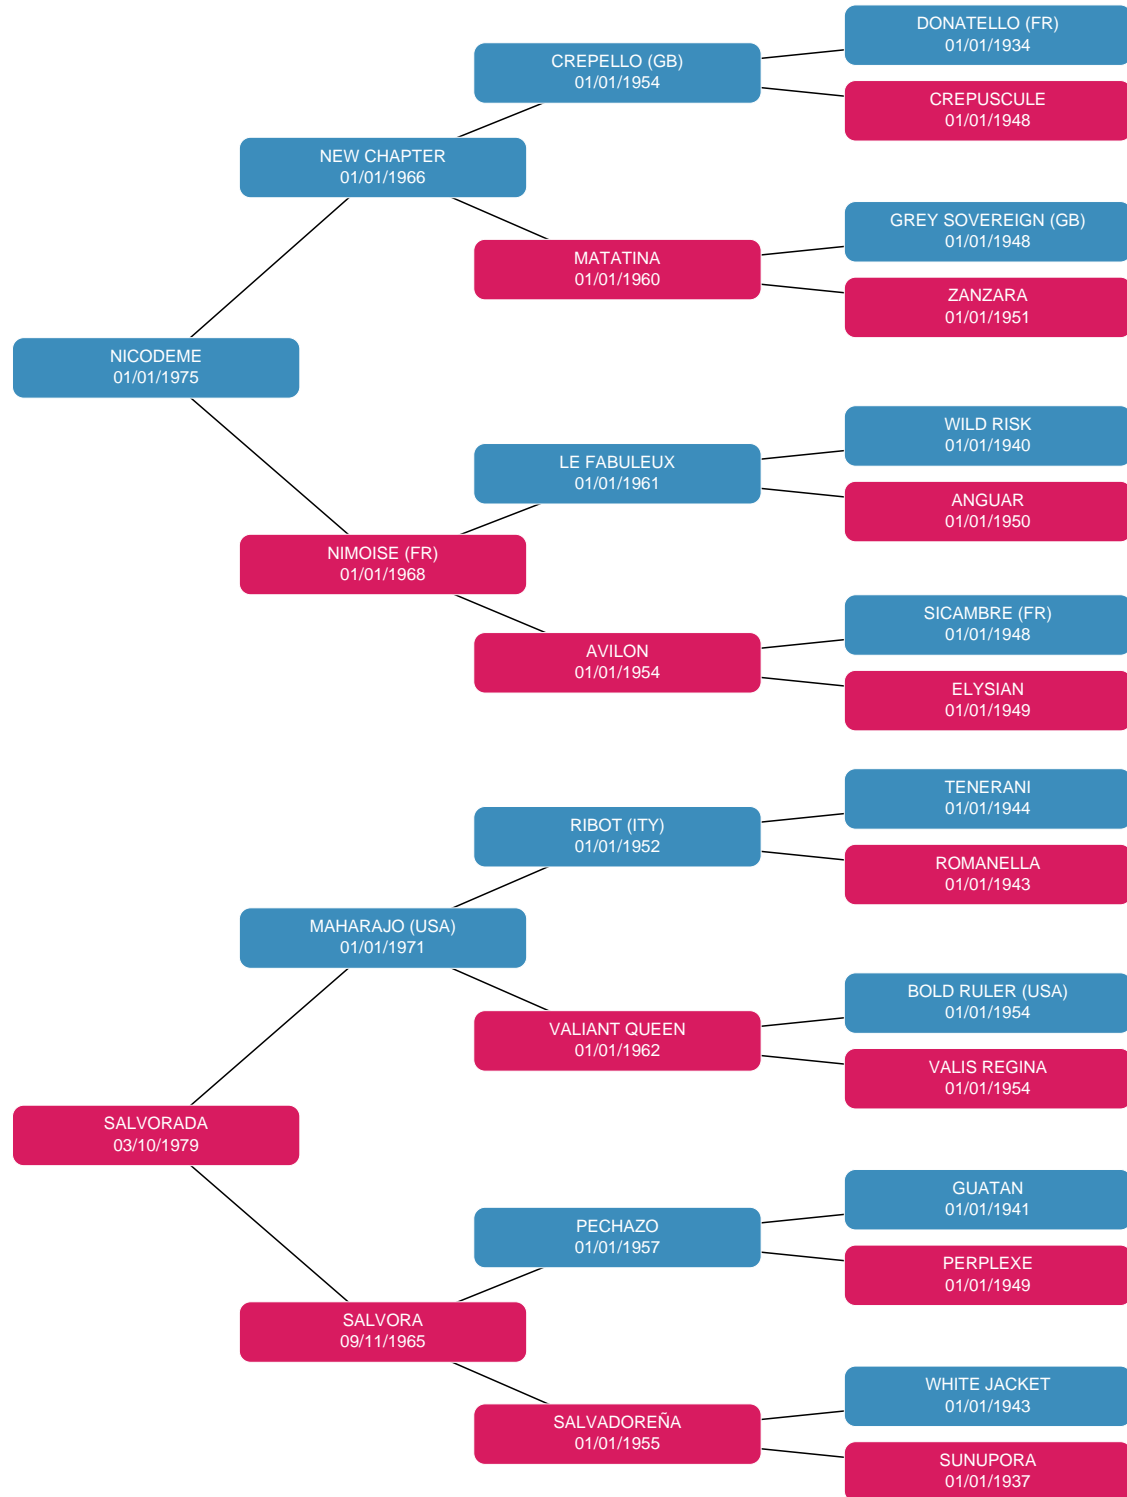 DONATELLO (FR)
01/01/1934
CREPELLO (GB)
01/01/1954
CREPUSCULE
01/01/1948
NEW CHAPTER
01/01/1966
GREY SOVEREIGN (GB)
01/01/1948
MATATINA
01/01/1960
ZANZARA
01/01/1951
NICODEME
01/01/1975
WILD RISK
01/01/1940
LE FABULEUX
01/01/1961
ANGUAR
01/01/1950
NIMOISE (FR)
01/01/1968
SICAMBRE (FR)
01/01/1948
AVILON
01/01/1954
ELYSIAN
01/01/1949
TENERANI
01/01/1944
RIBOT (ITY)
01/01/1952
ROMANELLA
01/01/1943
MAHARAJO (USA)
01/01/1971
BOLD RULER (USA)
01/01/1954
VALIANT QUEEN
01/01/1962
VALIS REGINA
01/01/1954
SALVORADA
03/10/1979
GUATAN
01/01/1941
PECHAZO
01/01/1957
PERPLEXE
01/01/1949
SALVORA
09/11/1965
WHITE JACKET
01/01/1943
SALVADOREÑA
01/01/1955
SUNUPORA
01/01/1937